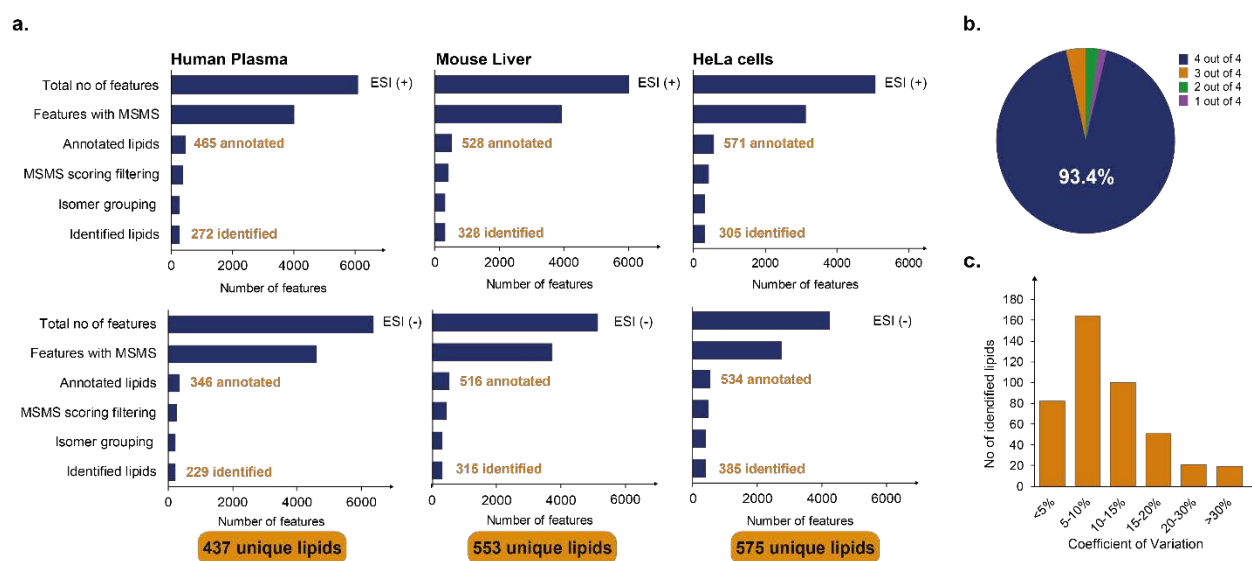 a.
Human Plasma
Mouse Liver
HeLa cells
Total no of features
Features with MSMS
Annotated lipids
MSMS scoring filtering
Isomer grouping
Identified lipids
ESI (+)
465 annotated
272 identified
0 2000 4000 6000
Number of features
ESI (+)
528 annotated
328 identified
0 2000 4000 6000
Number of features
ESI (+)
571 annotated
305 identified
0 2000 4000 6000
Number of features
Total no of features
Features with MSMS
Annotated lipids
MSMS scoring filtering
Isomer grouping
Identified lipids
ESI (-)
346 annotated
229 identified
0 2000 4000 6000
Number of features
437 unique lipids
ESI (-)
516 annotated
315 identified
0 2000 4000 6000
Number of features
553 unique lipids
ESI (-)
534 annotated
385 identified
0 2000 4000 6000
Number of features
575 unique lipids
b.
93.4%
4 out of 4
3 out of 4
2 out of 4
1 out of 4
c.
No of idendified lipids
180
160
140
120
100
80
60
40
20
0
<5% 5-10% 10-15% 15-20% 20-30% >30%
Coefficient of Variation